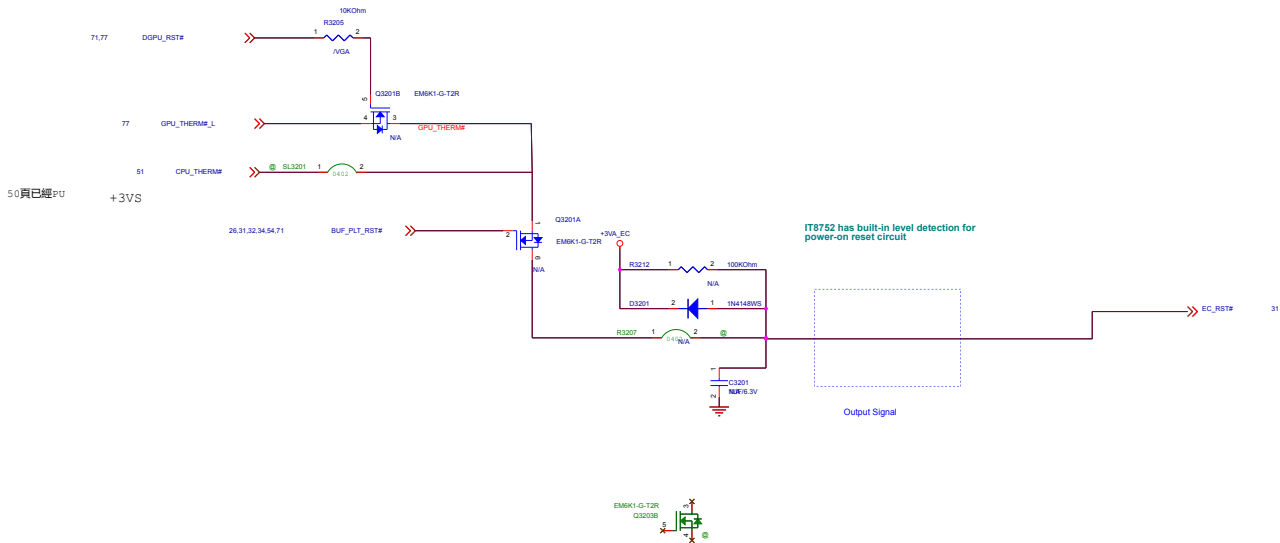 10KOhm
R3205
71,77 DGPU_RST# 1 2
/VGA
Q3201B EM6K1-G-T2R
5
77 GPU_THERM#_L 4 3
GPU_THERM#
N/A
51 CPU_THERM# @ SL3201 1 2
0402
50頁已經PU +3VS
Q3201A
1
26,31,32,34,54,71 BUF_PLT_RST# 2
EM6K1-G-T2R
6
N/A
+3VA_EC
IT8752 has built-in level detection for
power-on reset circuit
R3212 1 2 100KOhm
N/A
D3201 2 1 1N4148WS
EC_RST# 31
R3207 1 2 @
N/A
1
C3201
2
Output Signal
EM6K1-G-T2R
Q3203B
3
5
4
@